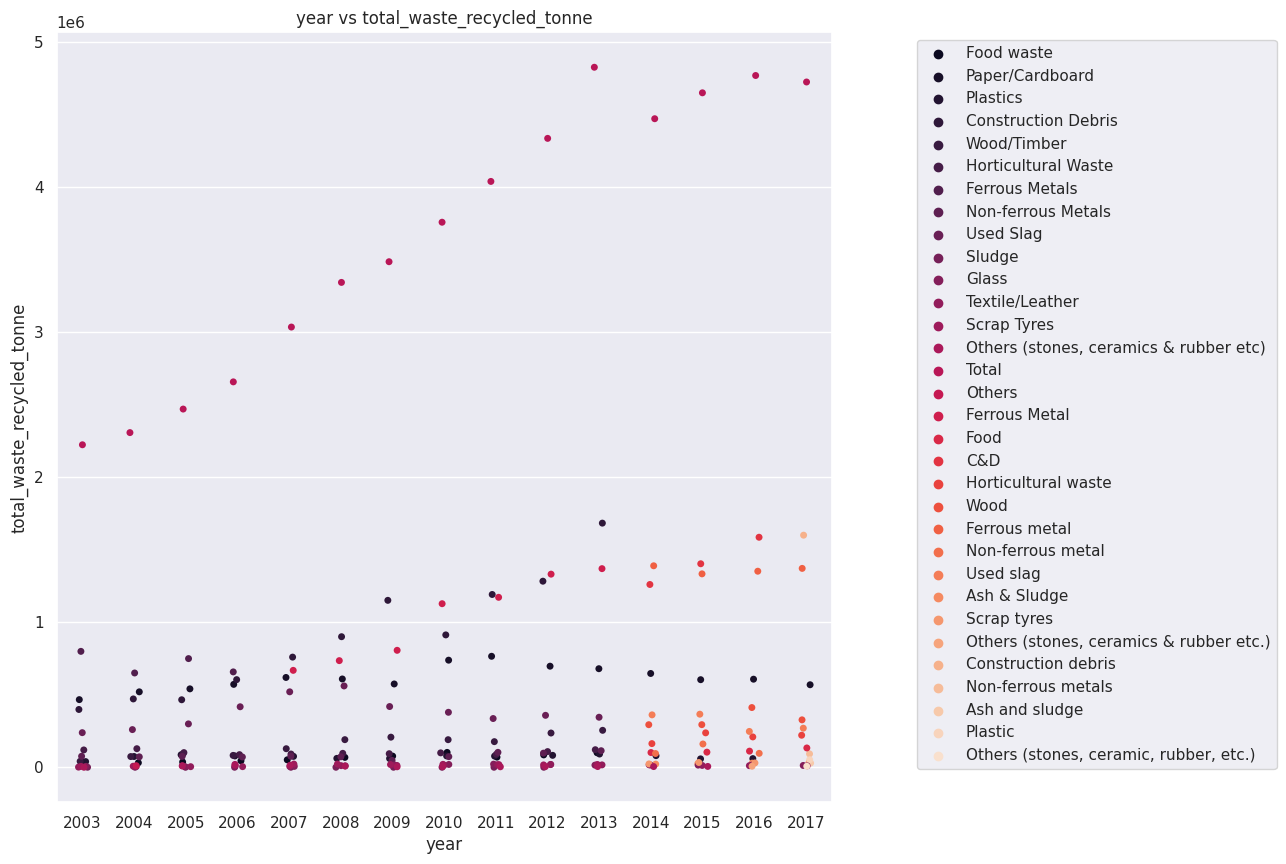 year vs total_waste_recycled_tonne
1e6
5
4
3
2
1
0
total_waste_recycled_tonne
2003 2004 2005 2006 2007 2008 2009 2010 2011 2012 2013 2014 2015 2016 2017
year
Food waste
Paper/Cardboard
Plastics
Construction Debris
Wood/Timber
Horticultural Waste
Ferrous Metals
Non-ferrous Metals
Used Slag
Sludge
Glass
Textile/Leather
Scrap Tyres
Others (stones, ceramics & rubber etc)
Total
Others
Ferrous Metal
Food
C&D
Horticultural waste
Wood
Ferrous metal
Non-ferrous metal
Used slag
Ash & Sludge
Scrap tyres
Others (stones, ceramics & rubber etc.)
Construction debris
Non-ferrous metals
Ash and sludge
Plastic
Others (stones, ceramic, rubber, etc.)